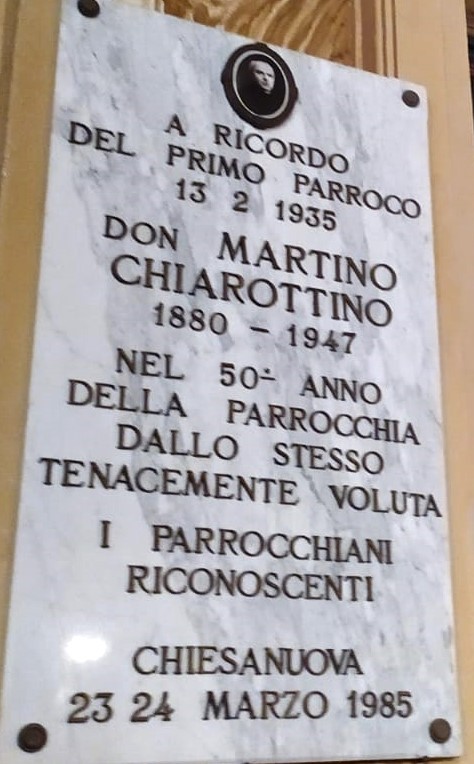 A RICORDO
DEL PRIMO PARROCO
13 2 1935
DON MARTINO
CHIAROTTINO
1880 - 1947
NEL 50° ANNO
DELLA PARROCCHIA
DALLO STESSO
TENACEMENTE VOLUTA
I PARROCCHIANI
RICONOSCENTI
CHIESANUOVA
23 24 MARZO 1985